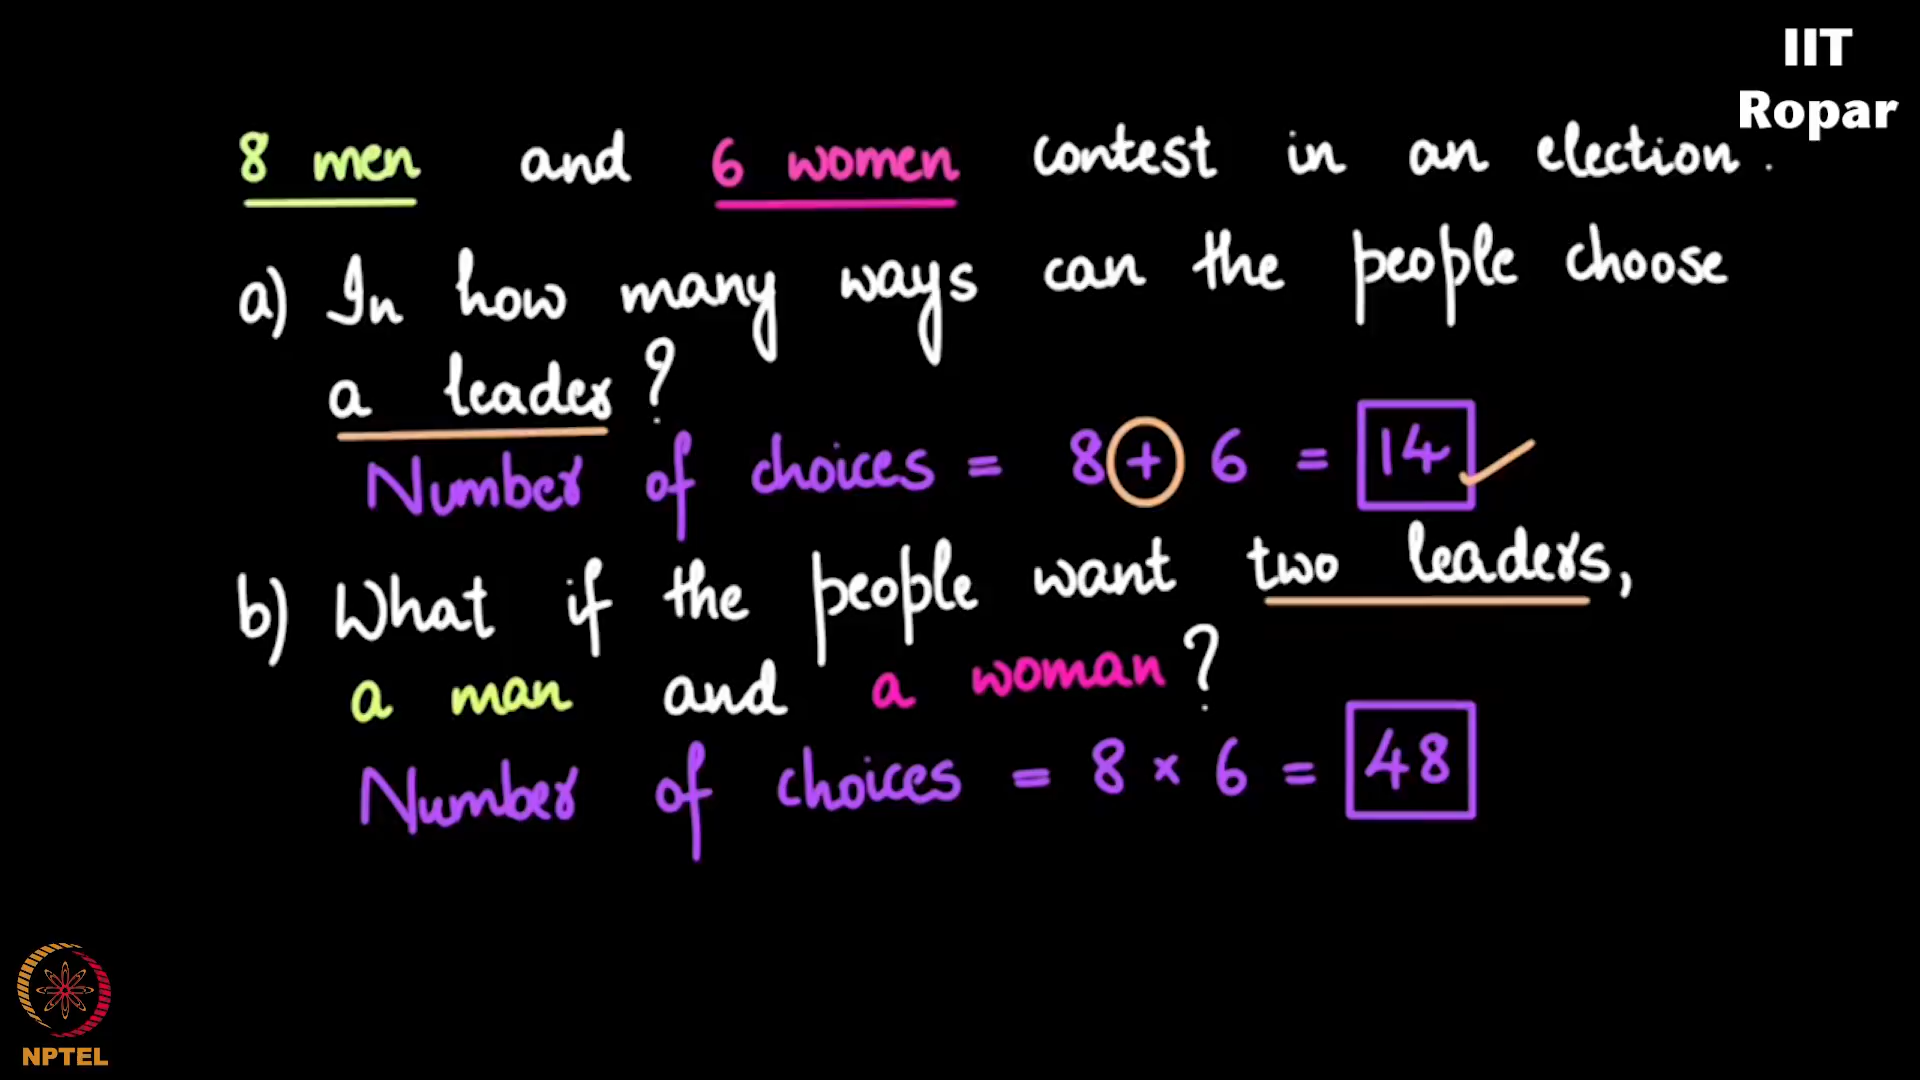 IIT
Ropar
8 men and 6 women contest in an election.
a) In how many ways can the people choose
a leader?
Number of choices = 8 + 6 = 14
b) What if the people want two leaders,
a man and a woman?
Number of choices = 8 × 6 = 48
NPTEL